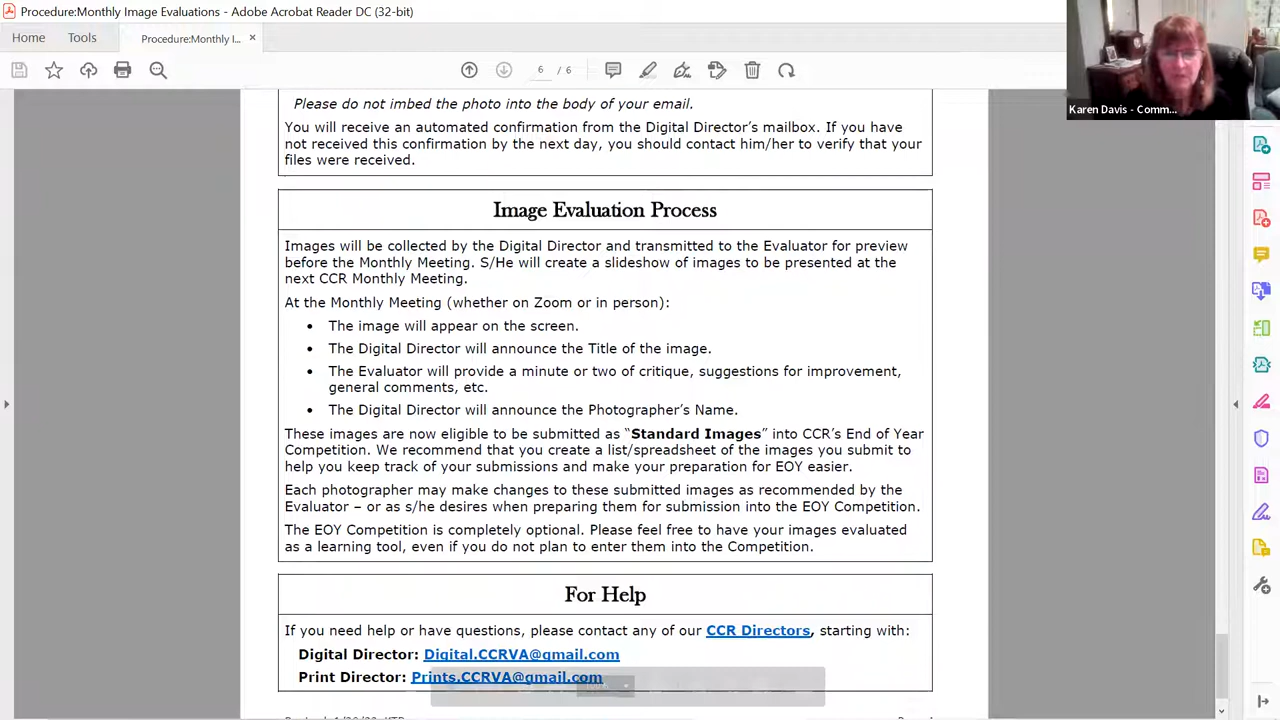 Procedure:Monthly Image Evaluations - Adobe Acrobat Reader DC (32-bit)
Home
Tools
Procedure:Monthly I...
6 / 6
Karen Davis - Comm...
Please do not imbed the photo into the body of your email.
You will receive an automated confirmation from the Digital Director's mailbox. If you have
not received this confirmation by the next day, you should contact him/her to verify that your
files were received.
Image Evaluation Process
Images will be collected by the Digital Director and transmitted to the Evaluator for preview
before the Monthly Meeting. S/He will create a slideshow of images to be presented at the
next CCR Monthly Meeting.
At the Monthly Meeting (whether on Zoom or in person):
• The image will appear on the screen.
• The Digital Director will announce the Title of the image.
• The Evaluator will provide a minute or two of critique, suggestions for improvement,
general comments, etc.
• The Digital Director will announce the Photographer's Name.
These images are now eligible to be submitted as "Standard Images" into CCR's End of Year
Competition. We recommend that you create a list/spreadsheet of the images you submit to
help you keep track of your submissions and make your preparation for EOY easier.
Each photographer may make changes to these submitted images as recommended by the
Evaluator – or as s/he desires when preparing them for submission into the EOY Competition.
The EOY Competition is completely optional. Please feel free to have your images evaluated
as a learning tool, even if you do not plan to enter them into the Competition.
For Help
If you need help or have questions, please contact any of our CCR Directors, starting with:
Digital Director: Digital.CCRVA@gmail.com
Print Director: Prints.CCRVA@gmail.com